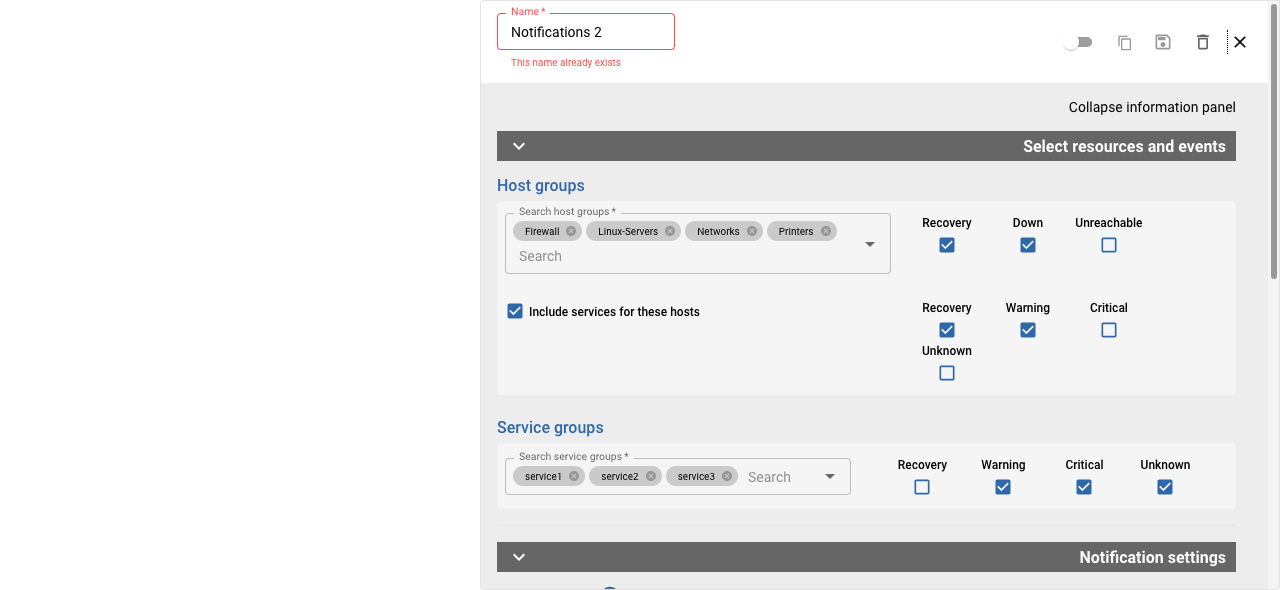 Name *
Notifications 2
This name already exists
Collapse information panel
Select resources and events
Host groups
Search host groups *
Firewall Linux-Servers Networks Printers
Search
Recovery Down Unreachable
Include services for these hosts
Recovery Warning Critical
Unknown
Service groups
Search service groups *
service1 service2 service3 Search
Recovery Warning Critical Unknown
Notification settings